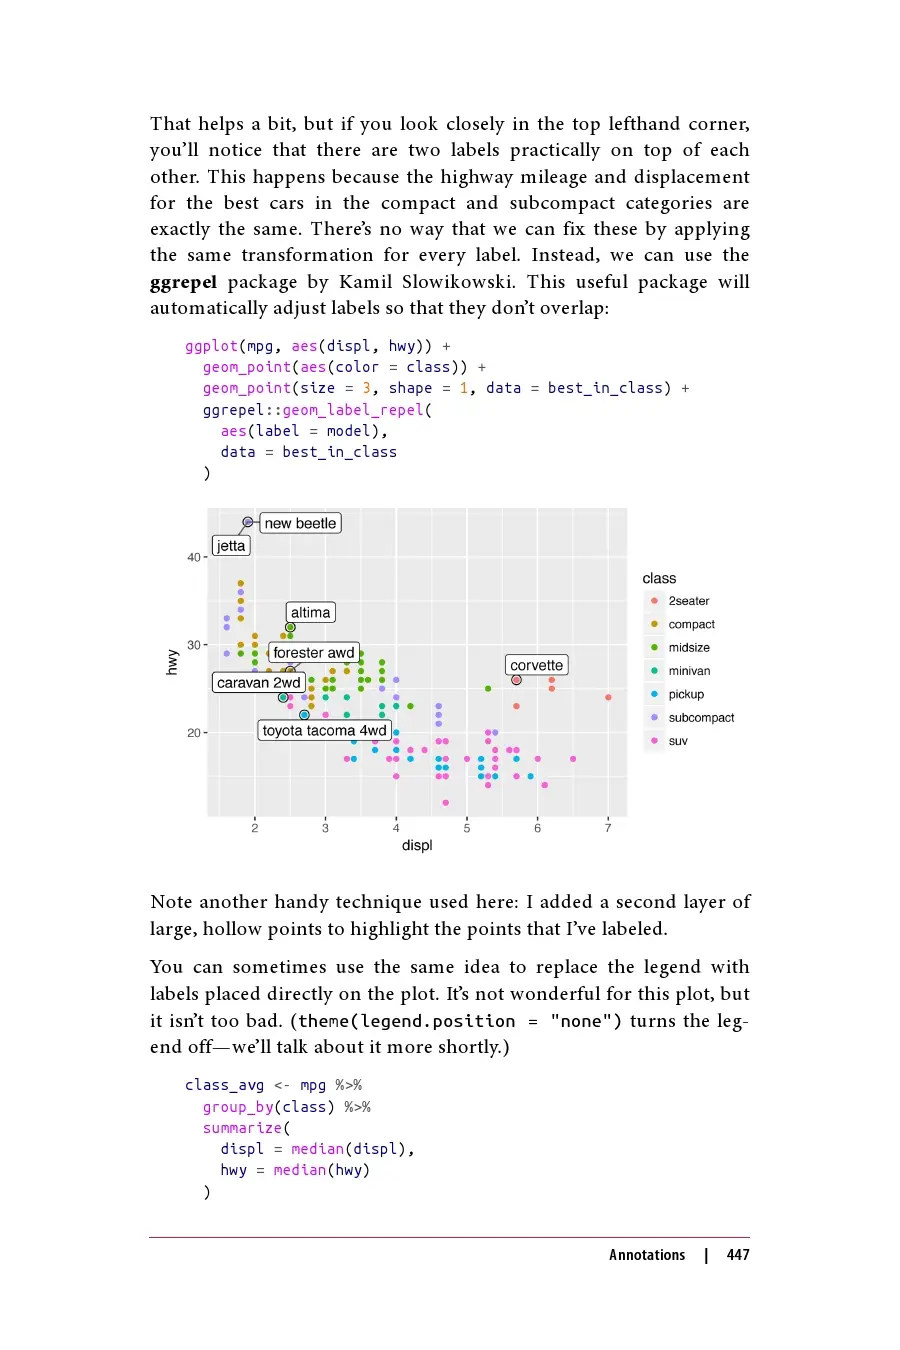 That helps a bit, but if you look closely in the top lefthand corner,
you’ll notice that there are two labels practically on top of each
other. This happens because the highway mileage and displacement
for the best cars in the compact and subcompact categories are
exactly the same. There’s no way that we can fix these by applying
the same transformation for every label. Instead, we can use the
ggrepel package by Kamil Slowikowski. This useful package will
automatically adjust labels so that they don’t overlap:
ggplot(mpg, aes(displ, hwy)) +
  geom_point(aes(color = class)) +
  geom_point(size = 3, shape = 1, data = best_in_class) +
  ggrepel::geom_label_repel(
    aes(label = model),
    data = best_in_class
  )
new beetle
jetta
altima
forester awd
caravan 2wd
toyota tacoma 4wd
corvette
40
30
20
hwy
2 3 4 5 6 7
displ
class
2seater
compact
midsize
minivan
pickup
subcompact
suv
Note another handy technique used here: I added a second layer of
large, hollow points to highlight the points that I’ve labeled.
You can sometimes use the same idea to replace the legend with
labels placed directly on the plot. It’s not wonderful for this plot, but
it isn’t too bad. (theme(legend.position = "none") turns the leg-
end off—we’ll talk about it more shortly.)
class_avg <- mpg %>%
  group_by(class) %>%
  summarize(
    displ = median(displ),
    hwy = median(hwy)
  )
Annotations | 447